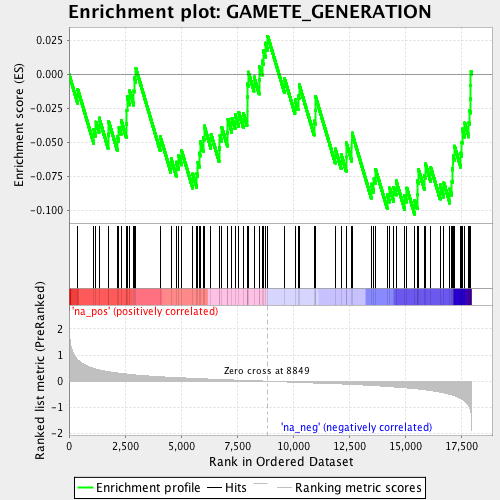 Enrichment plot: GAMETE_GENERATION
Enrichment score (ES)
0.025
0.000
-0.025
-0.050
-0.075
-0.100
'na_pos' (positively correlated)
Ranked list metric (PreRanked)
2
1
0
-1
-2
Zero cross at 8849
'na_neg' (negatively correlated)
0
2,500
5,000
7,500
10,000
12,500
15,000
17,500
Rank in Ordered Dataset
Enrichment profile
Hits
Ranking metric scores